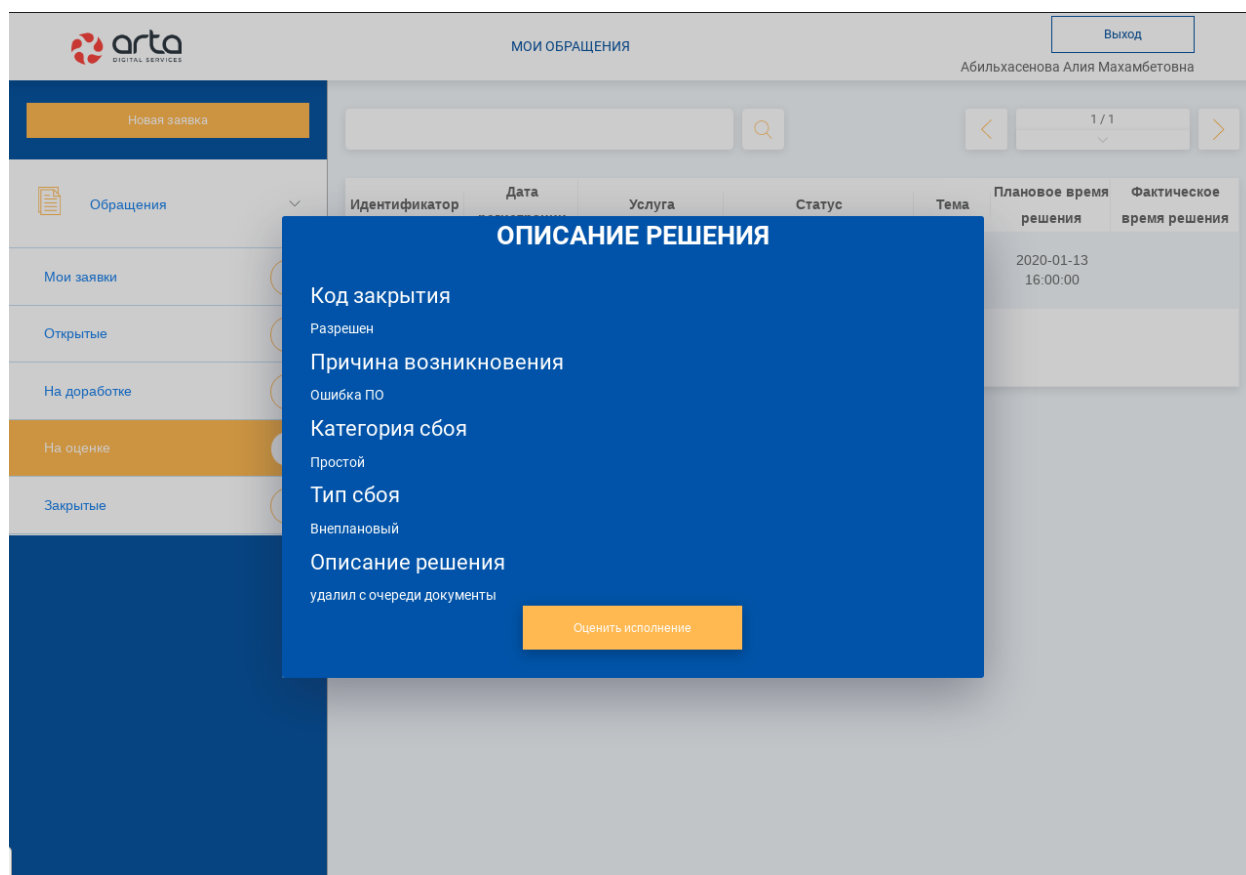 arta
DIGITAL SERVICES
МОИ ОБРАЩЕНИЯ
Выход
Абильхасенова Алия Махамбетовна
Новая заявка
1 / 1
Обращения
Идентификатор
Дата
Услуга
Статус
Тема
Плановое время
решения
Фактическое
время решения
2020-01-13
16:00:00
Мои заявки
Открытые
На доработке
На оценке
Закрытые
ОПИСАНИЕ РЕШЕНИЯ
Код закрытия
Разрешен
Причина возникновения
Ошибка ПО
Категория сбоя
Простой
Тип сбоя
Внеплановый
Описание решения
удалил с очереди документы
Оценить исполнение